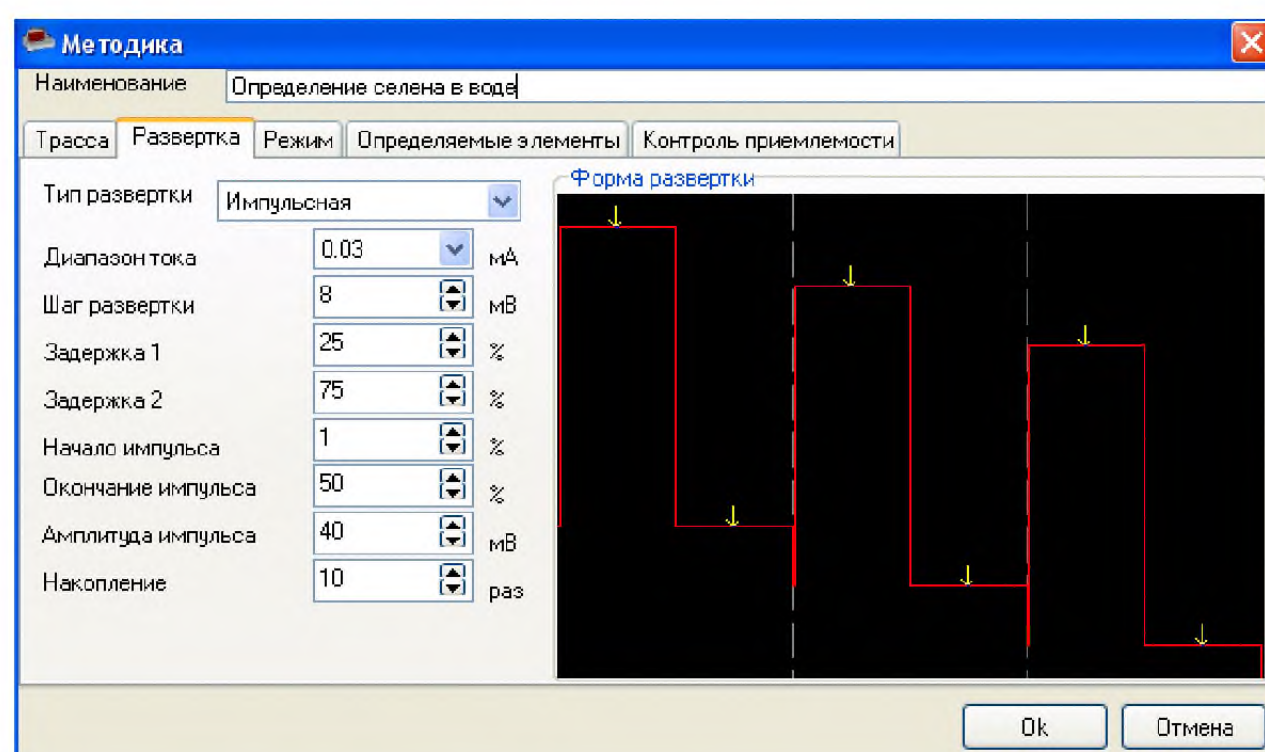 Методика
Наименование Определение селена в воде
Трасса Развертка Режим Определяемые элементы Контроль приемлемости
Тип развертки Импульсная
Форма развертки
Диапазон тока 0.03 мА
Шаг развертки 8 мВ
Задержка 1 25 %
Задержка 2 75 %
Начало импульса 1 %
Окончание импульса 50 %
Амплитуда импульса 40 мВ
Накопление 10 раз
Ok Отмена